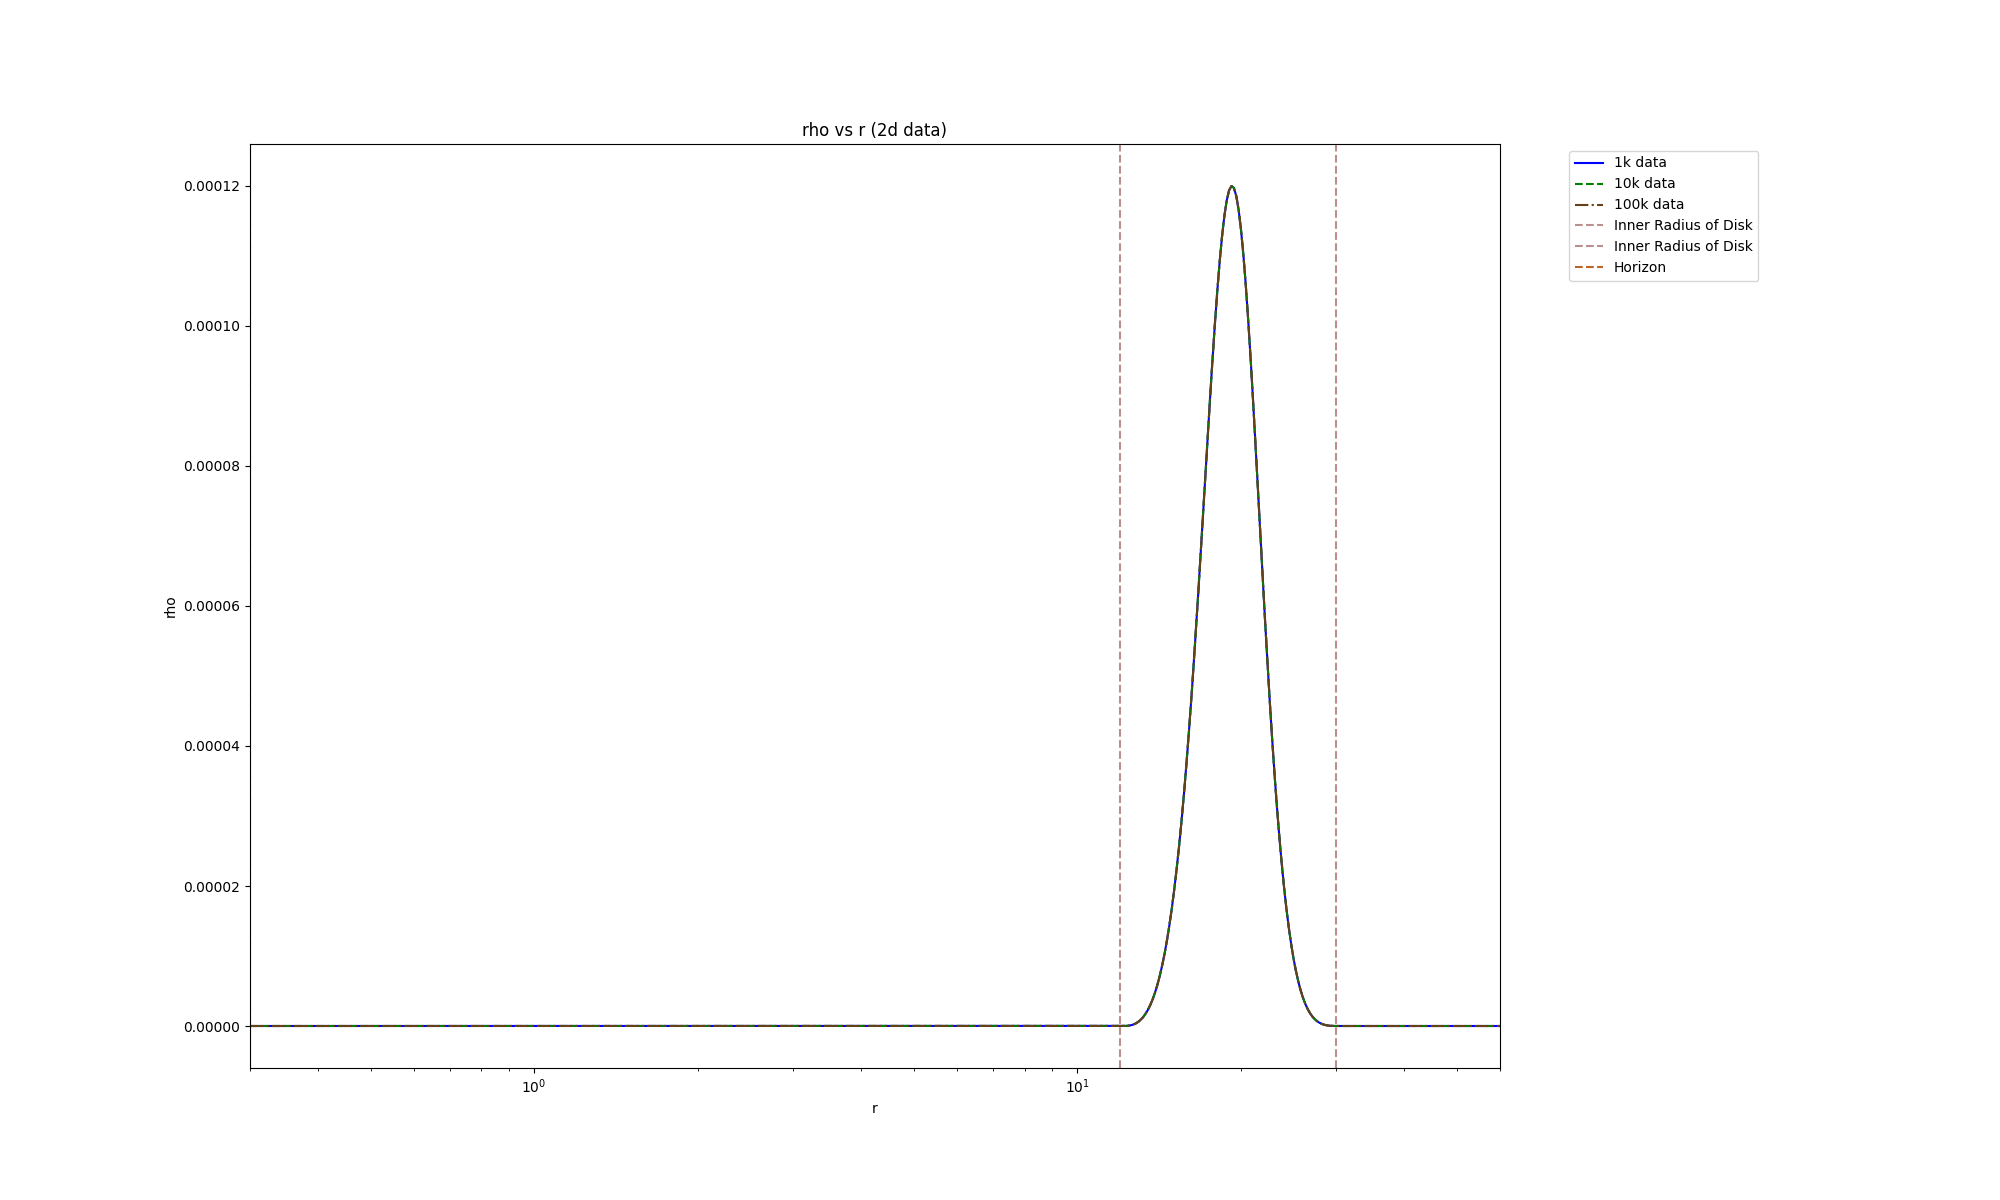 rho vs r (2d data)
1k data
10k data
100k data
Inner Radius of Disk
Inner Radius of Disk
Horizon
0.00012
0.00010
0.00008
0.00006
0.00004
0.00002
0.00000
rho
10⁰
10¹
r